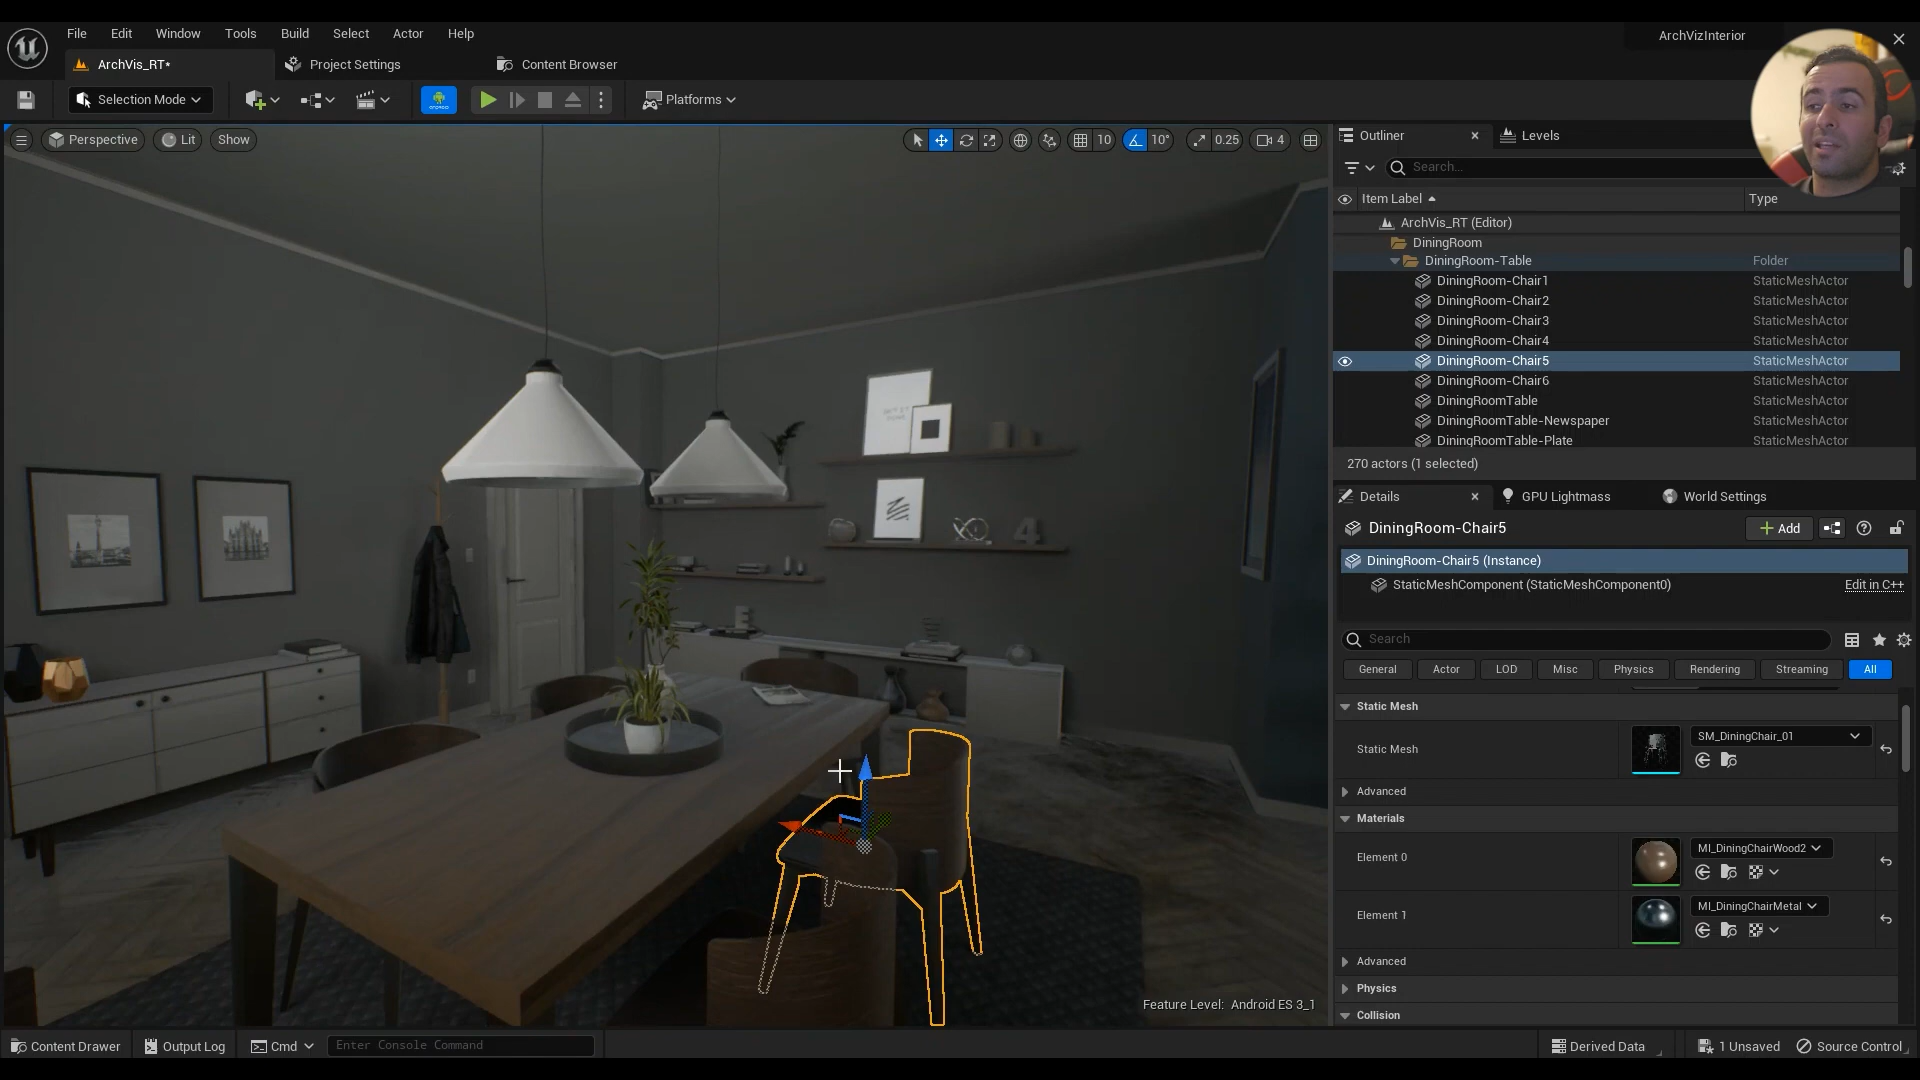 File Edit Window Tools Build Select Actor Help
ArchVizInterior
ArchVis_RT* Project Settings Content Browser
Selection Mode
Platforms
Perspective Lit Show
10 10° 0.25 4
Outliner Levels
Search...
Item Label Type
ArchVis_RT (Editor)
DiningRoom
DiningRoom-Table Folder
DiningRoom-Chair1 StaticMeshActor
DiningRoom-Chair2 StaticMeshActor
DiningRoom-Chair3 StaticMeshActor
DiningRoom-Chair4 StaticMeshActor
DiningRoom-Chair5 StaticMeshActor
DiningRoom-Chair6 StaticMeshActor
DiningRoomTable StaticMeshActor
DiningRoomTable-Newspaper StaticMeshActor
DiningRoomTable-Plate StaticMeshActor
270 actors (1 selected)
Details GPU Lightmass World Settings
DiningRoom-Chair5
Add
DiningRoom-Chair5 (Instance)
StaticMeshComponent (StaticMeshComponent0) Edit in C++
Search
General Actor LOD Misc Physics Rendering Streaming All
Static Mesh
Static Mesh SM_DiningChair_01
Advanced
Materials
Element 0 MI_DiningChairWood2
Element 1 MI_DiningChairMetal
Advanced
Physics
Collision
4
Feature Level: Android ES 3_1
Content Drawer Output Log Cmd Enter Console Command
Derived Data 1 Unsaved Source Control